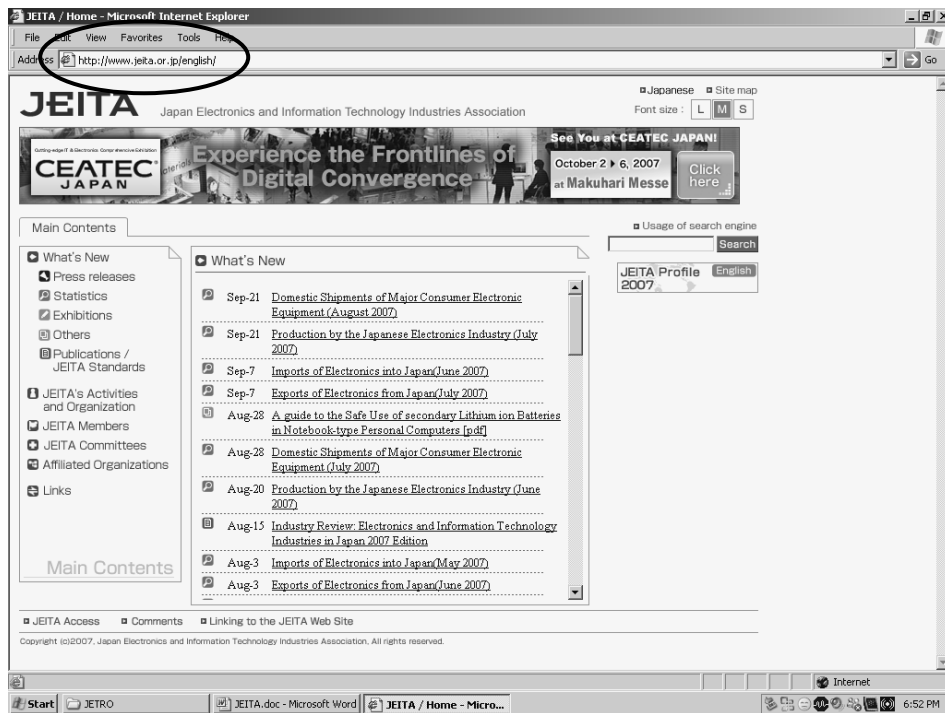 JEITA / Home - Microsoft Internet Explorer
File Edit View Favorites Tools Help
Address http://www.jeita.or.jp/english/ Go
Japanese Site map
JEITA Japan Electronics and Information Technology Industries Association
Font size : L M S
Cutting-edge IT & Electronics Comprehensive Exhibition
CEATEC
JAPAN
Experience the Frontlines of
Digital Convergence
See You at CEATEC JAPAN!
October 2 6, 2007
at Makuhari Messe
Click
here
Main Contents
Usage of search engine
Search
JEITA Profile
2007
English
What's New
Press releases
Statistics
Exhibitions
Others
Publications /
JEITA Standards
JEITA's Activities
and Organization
JEITA Members
JEITA Committees
Affiliated Organizations
Links
Main Contents
What's New
Sep-21 Domestic Shipments of Major Consumer Electronic
Equipment (August 2007)
Sep-21 Production by the Japanese Electronics Industry (July
2007)
Sep-7 Imports of Electronics into Japan(June 2007)
Sep-7 Exports of Electronics from Japan(July 2007)
Aug-28 A guide to the Safe Use of secondary Lithium ion Batteries
in Notebook-type Personal Computers [pdf]
Aug-28 Domestic Shipments of Major Consumer Electronic
Equipment (July 2007)
Aug-20 Production by the Japanese Electronics Industry (June
2007)
Aug-15 Industry Review: Electronics and Information Technology
Industries in Japan 2007 Edition
Aug-3 Imports of Electronics into Japan(May 2007)
Aug-3 Exports of Electronics from Japan(June 2007)
JEITA Access Comments Linking to the JEITA Web Site
Copyright (c)2007, Japan Electronics and Information Technology Industries Association, All rights reserved.
Internet
Start JETRO JEITA.doc - Microsoft Word JEITA / Home - Micro... 6:52 PM